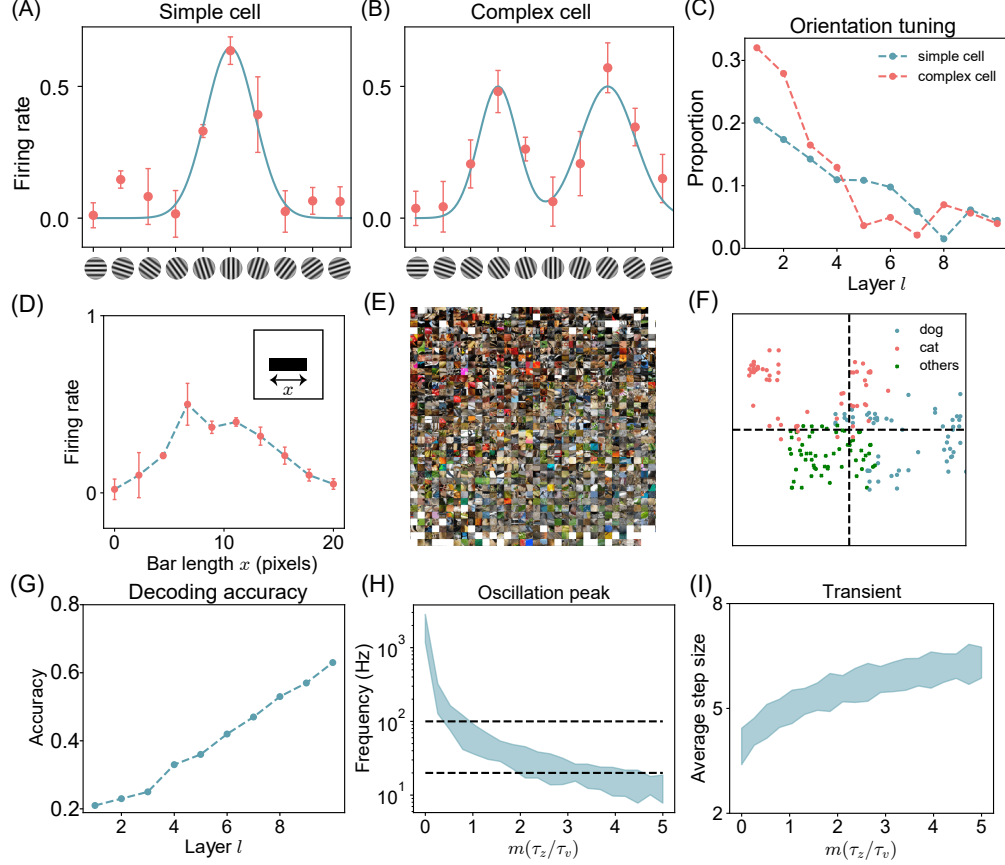 (A)
Simple cell
Firing rate
0.5
0.0
(B)
Complex cell
0.5
0.0
(C)
Orientation tuning
simple cell
complex cell
Proportion
0.3
0.2
0.1
0.0
2 4 6 8
Layer l
(D)
Firing rate
1
0
x
0 10 20
Bar length x (pixels)
(E)
(F)
dog
cat
others
(G)
Decoding accuracy
Accuracy
0.8
0.6
0.4
0.2
2 4 6 8
Layer l
(H)
Oscillation peak
Frequency (Hz)
10³
10²
10¹
0 1 2 3 4 5
m(τ_z/τ_v)
(I)
Transient
Average step size
8
5
2
0 1 2 3 4 5
m(τ_z/τ_v)